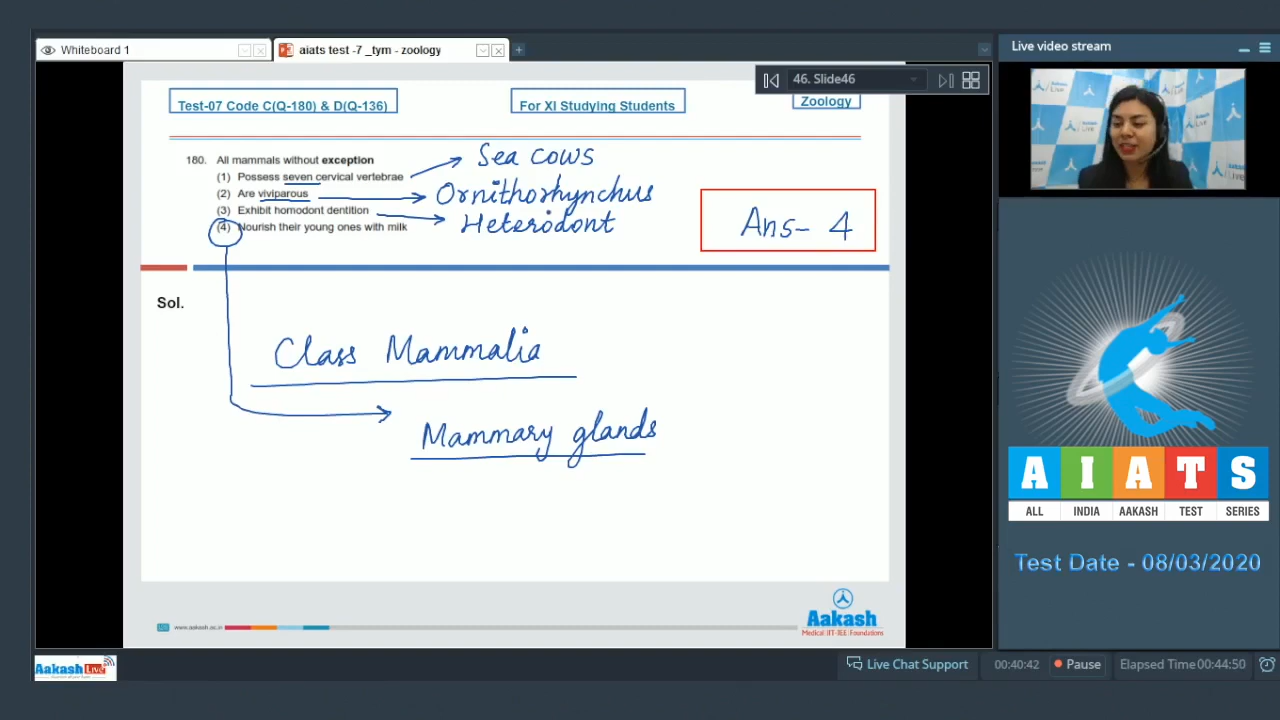 Whiteboard 1
aiats test -7 _tym - zoology
Live video stream
46. Slide46
Test-07 Code C(Q-180) & D(Q-136)
For XI Studying Students
Zoology
180. All mammals without exception
(1) Possess seven cervical vertebrae
Sea cows
(2) Are viviparous
Ornithorhynchus
(3) Exhibit homodont dentition
Heterodont
(4) Nourish their young ones with milk
Ans- 4
Sol.
Class Mammalia
Mammary glands
A I A T S
ALL INDIA AAKASH TEST SERIES
Test Date - 08/03/2020
www.aakash.ac.in
Aakash
Medical | IIT-JEE | Foundations
Aakash Live
Live Chat Support
00:40:42
Pause
Elapsed Time 00:44:50